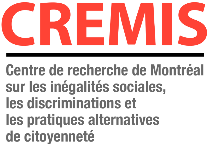 CREMIS
Centre de recherche de Montréal
sur les inégalités sociales,
les discriminations et
les pratiques alternatives
de citoyenneté